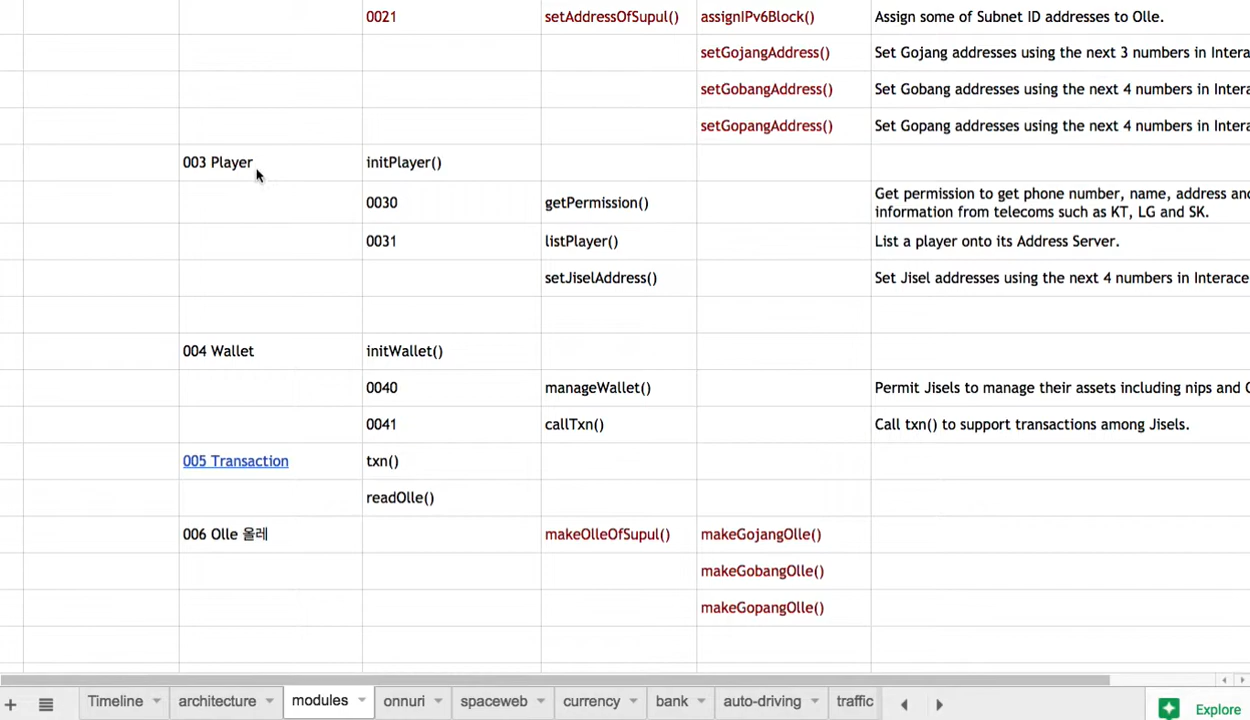 0021 setAddressOfSupul() assignIPv6Block() Assign some of Subnet ID addresses to Olle.
setGojangAddress() Set Gojang addresses using the next 3 numbers in Intera
setGobangAddress() Set Gobang addresses using the next 4 numbers in Intera
setGopangAddress() Set Gopang addresses using the next 4 numbers in Intera
003 Player initPlayer()
0030 getPermission() Get permission to get phone number, name, address and
information from telecoms such as KT, LG and SK.
0031 listPlayer() List a player onto its Address Server.
setJiselAddress() Set Jisel addresses using the next 4 numbers in Interace
004 Wallet initWallet()
0040 manageWallet() Permit Jisels to manage their assets including nips and
0041 callTxn() Call txn() to support transactions among Jisels.
005 Transaction txn()
readOlle()
006 Olle 올레 makeOlleOfSupul() makeGojangOlle()
makeGobangOlle()
makeGopangOlle()
+ Timeline architecture modules onnuri spaceweb currency bank auto-driving traffic Explore